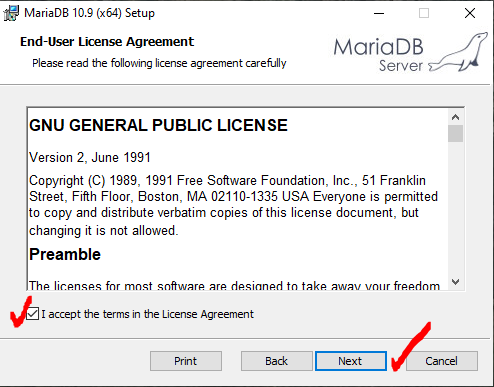 MariaDB 10.9 (x64) Setup
End-User License Agreement
Please read the following license agreement carefully
MariaDB
Server
GNU GENERAL PUBLIC LICENSE
Version 2, June 1991
Copyright (C) 1989, 1991 Free Software Foundation, Inc., 51 Franklin
Street, Fifth Floor, Boston, MA 02110-1335 USA Everyone is permitted
to copy and distribute verbatim copies of this license document, but
changing it is not allowed.
Preamble
The licenses for most software are designed to take away your freedom
I accept the terms in the License Agreement
Print
Back
Next
Cancel